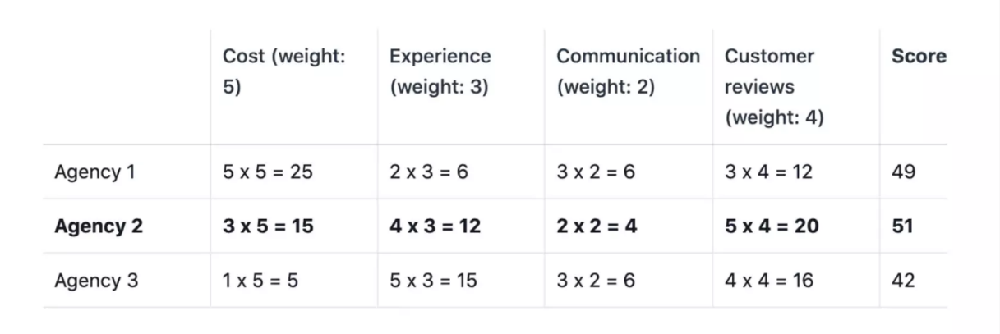 Cost (weight: Experience Communication Customer Score
5) (weight: 3) (weight: 2) reviews
(weight: 4)
Agency 1 5 x 5 = 25 2 x 3 = 6 3 x 2 = 6 3 x 4 = 12 49
Agency 2 3 x 5 = 15 4 x 3 = 12 2 x 2 = 4 5 x 4 = 20 51
Agency 3 1 x 5 = 5 5 x 3 = 15 3 x 2 = 6 4 x 4 = 16 42